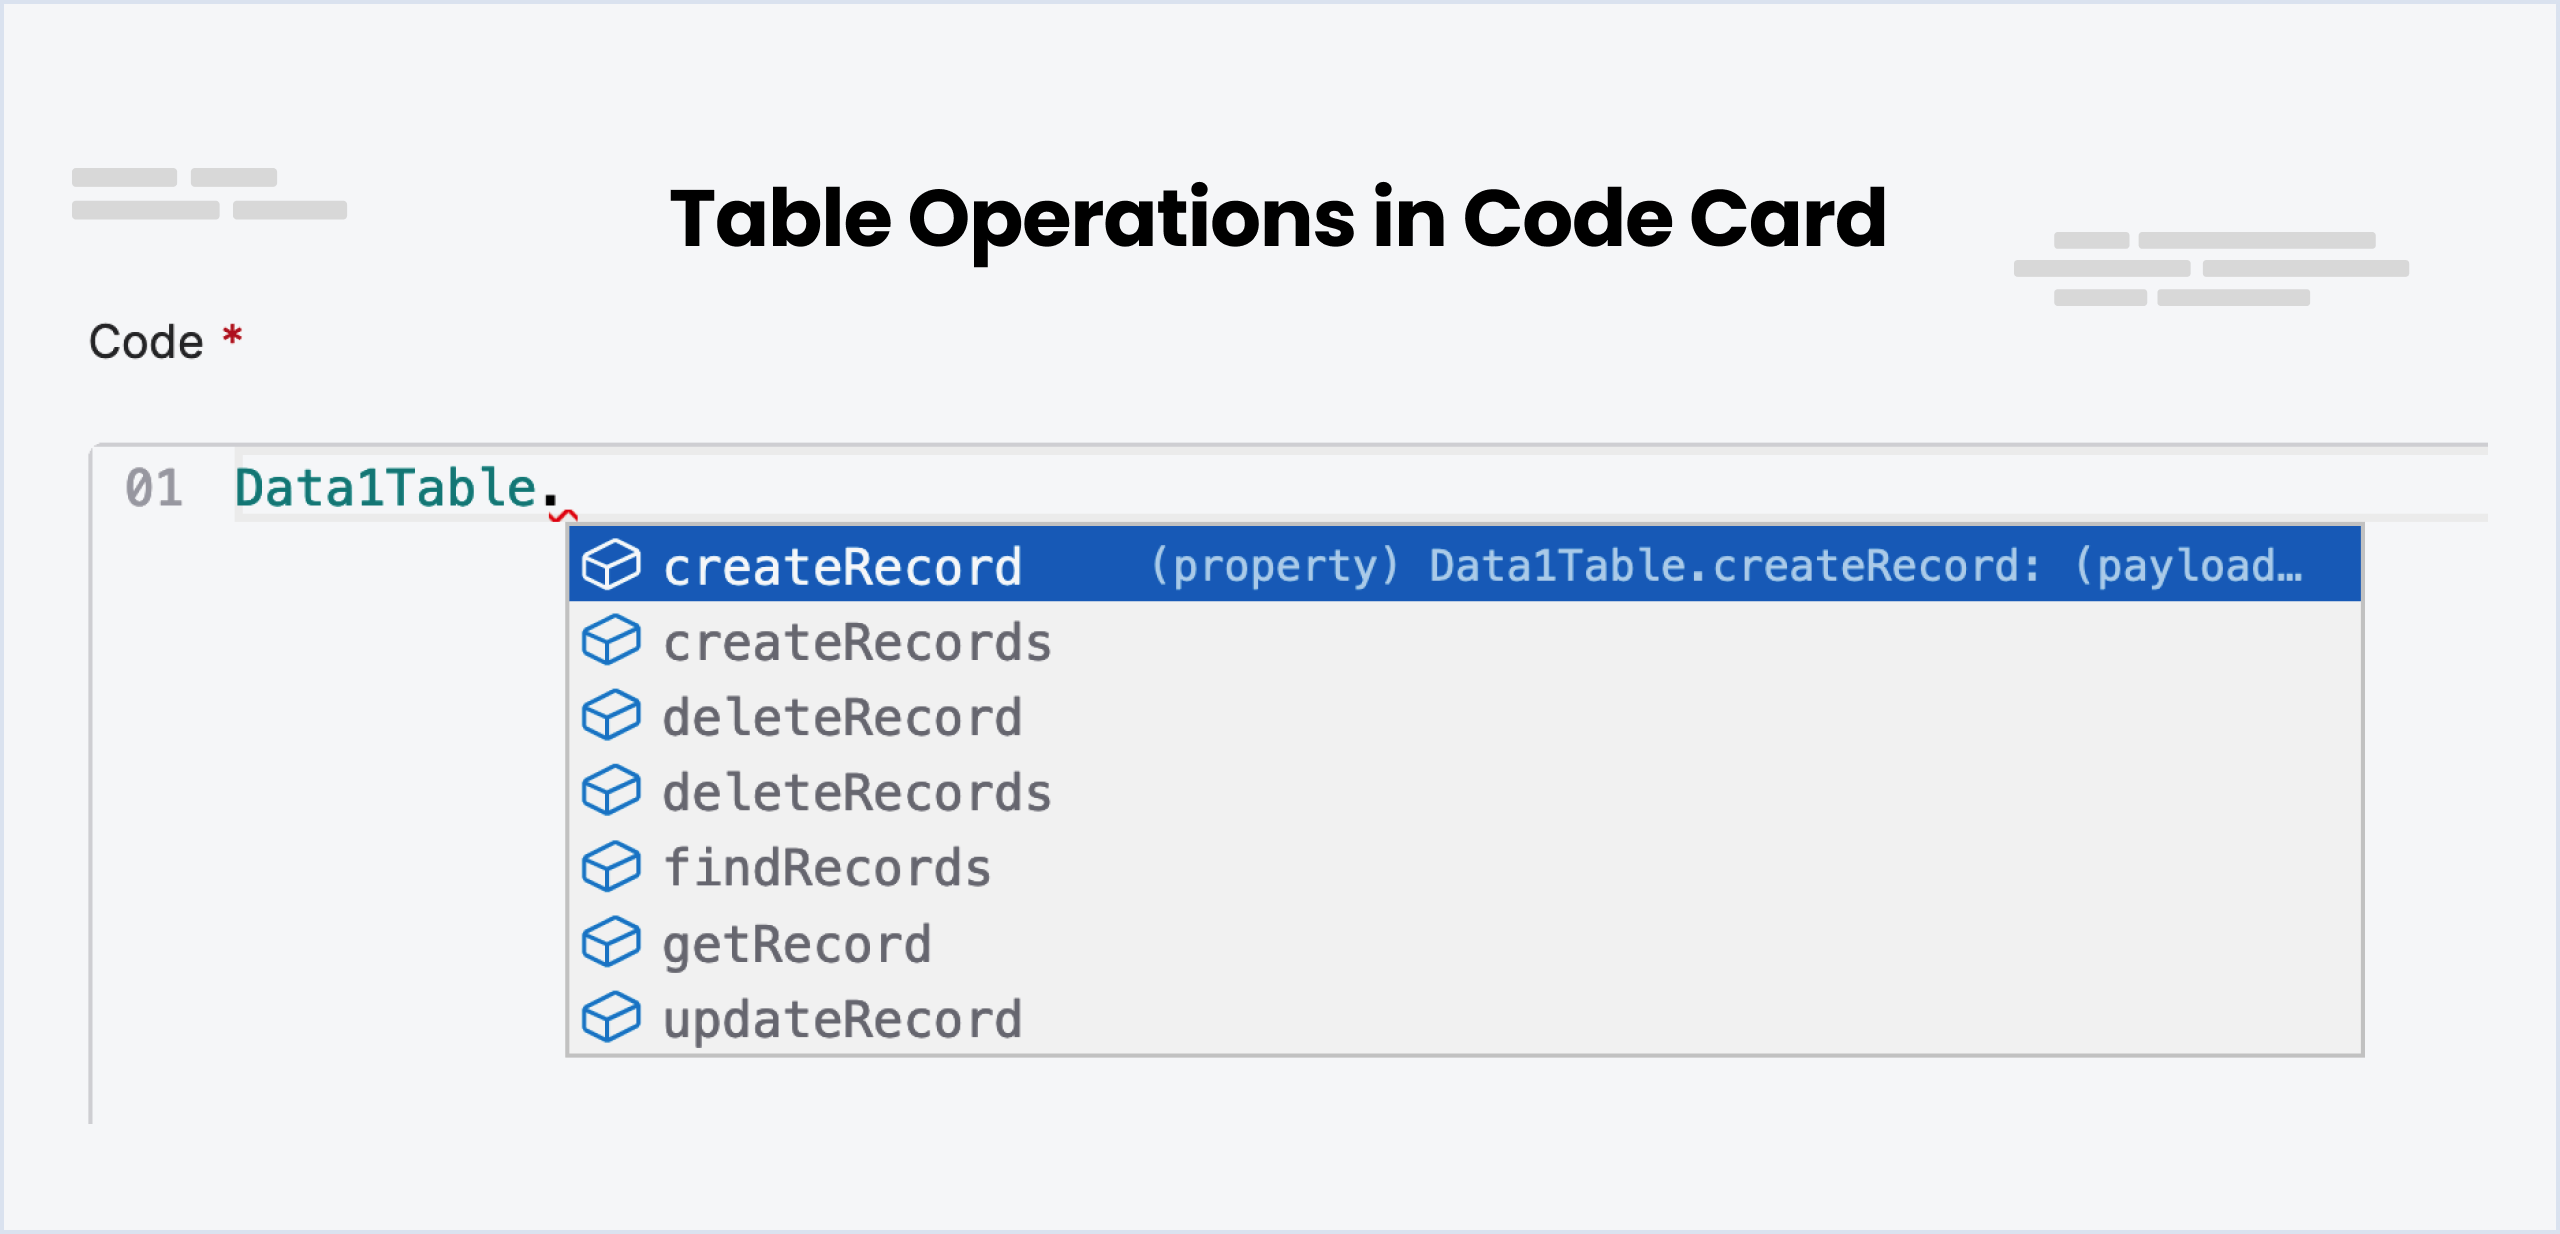 Table Operations in Code Card
Code *
01 Data1Table.
createRecord (property) Data1Table.createRecord: (payload…
createRecords
deleteRecord
deleteRecords
findRecords
getRecord
updateRecord